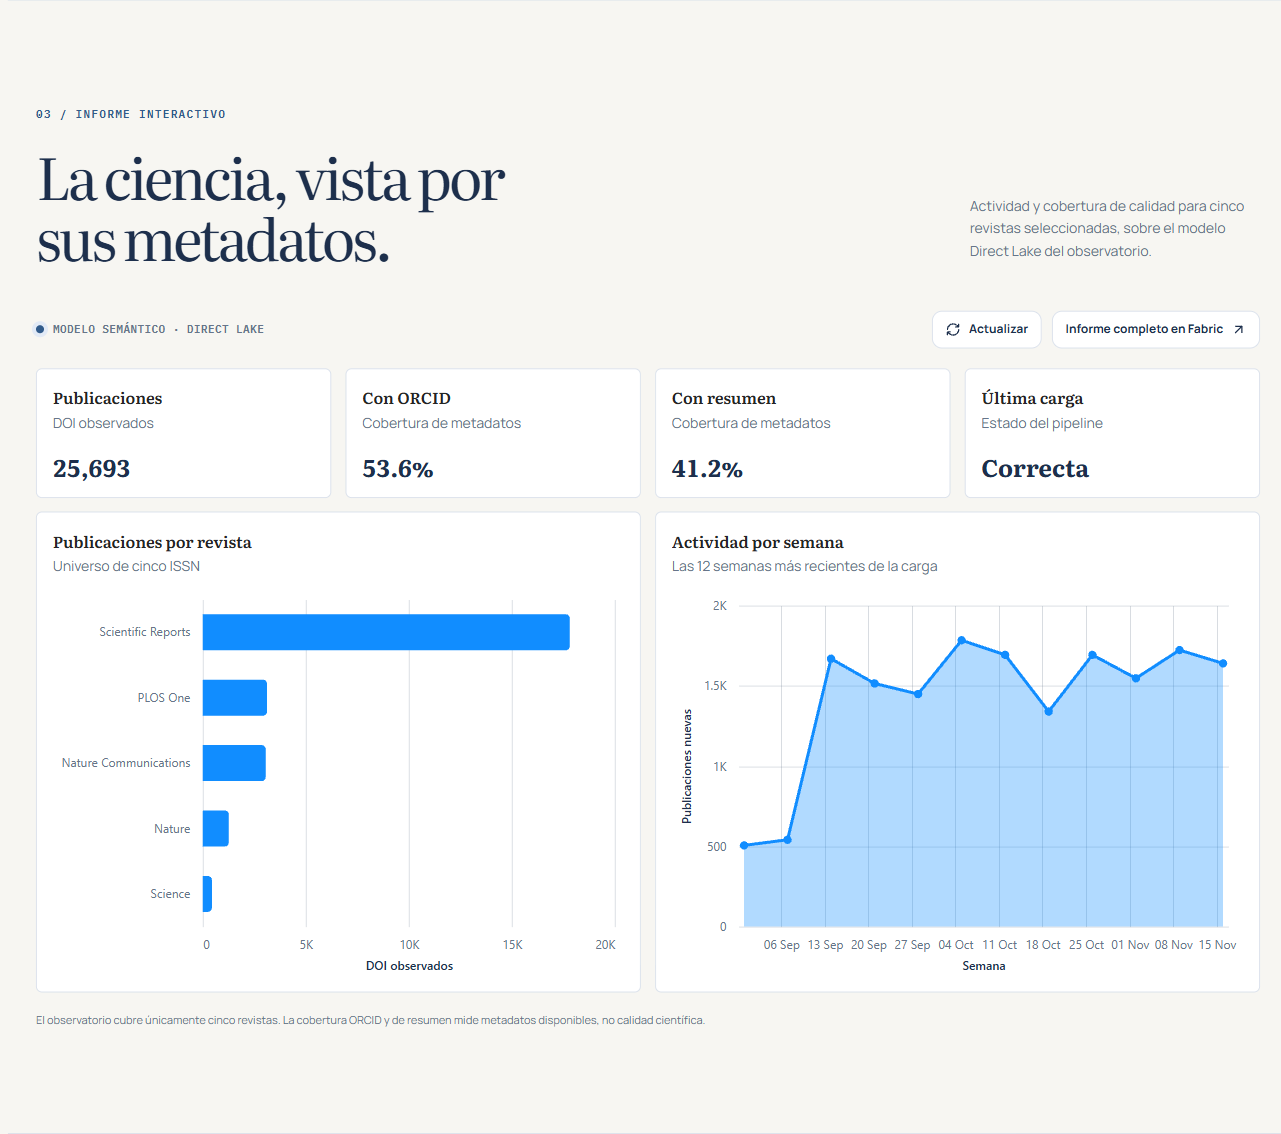 03 / INFORME INTERACTIVO
La ciencia, vista por
sus metadatos.
Actividad y cobertura de calidad para cinco
revistas seleccionadas, sobre el modelo
Direct Lake del observatorio.
MODELO SEMÁNTICO · DIRECT LAKE
Actualizar
Informe completo en Fabric
Publicaciones
DOI observados
25,693
Con ORCID
Cobertura de metadatos
53.6%
Con resumen
Cobertura de metadatos
41.2%
Última carga
Estado del pipeline
Correcta
Publicaciones por revista
Universo de cinco ISSN
Scientific Reports
PLOS One
Nature Communications
Nature
Science
0 5K 10K 15K 20K
DOI observados
Actividad por semana
Las 12 semanas más recientes de la carga
Publicaciones nuevas
2K
1.5K
1K
500
0
06 Sep 13 Sep 20 Sep 27 Sep 04 Oct 11 Oct 18 Oct 25 Oct 01 Nov 08 Nov 15 Nov
Semana
El observatorio cubre únicamente cinco revistas. La cobertura ORCID y de resumen mide metadatos disponibles, no calidad científica.